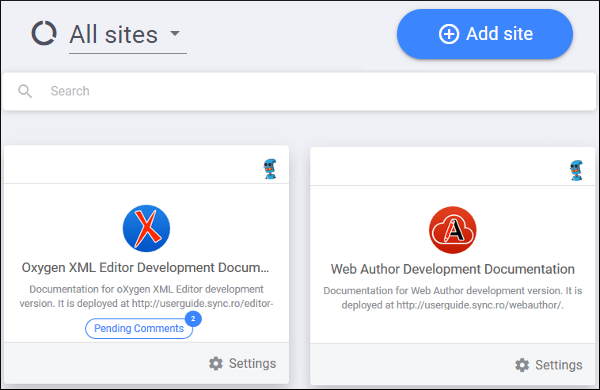 All sites
Add site
Search
Oxygen XML Editor Development Docum...
Documentation for oXygen XML Editor development
version. It is deployed at http://userguide.sync.ro/editor-
Pending Comments
2
Settings
Web Author Development Documentation
Documentation for Web Author development version. It is
deployed at http://userguide.sync.ro/webauthor/.
Settings